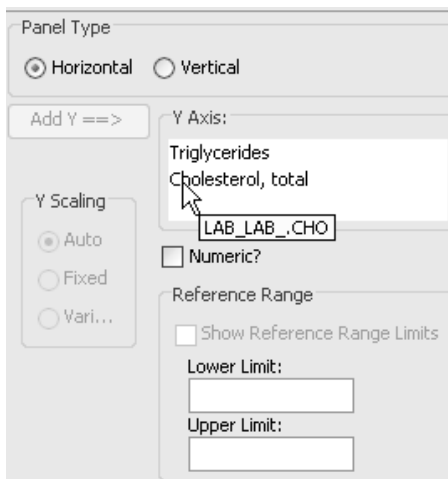 Panel Type
Horizontal Vertical
Add Y ==>
Y Axis:
Triglycerides
Cholesterol, total
LAB_LAB_.CHO
Y Scaling
Auto
Fixed
Vari...
Numeric?
Reference Range
Show Reference Range Limits
Lower Limit:
Upper Limit: